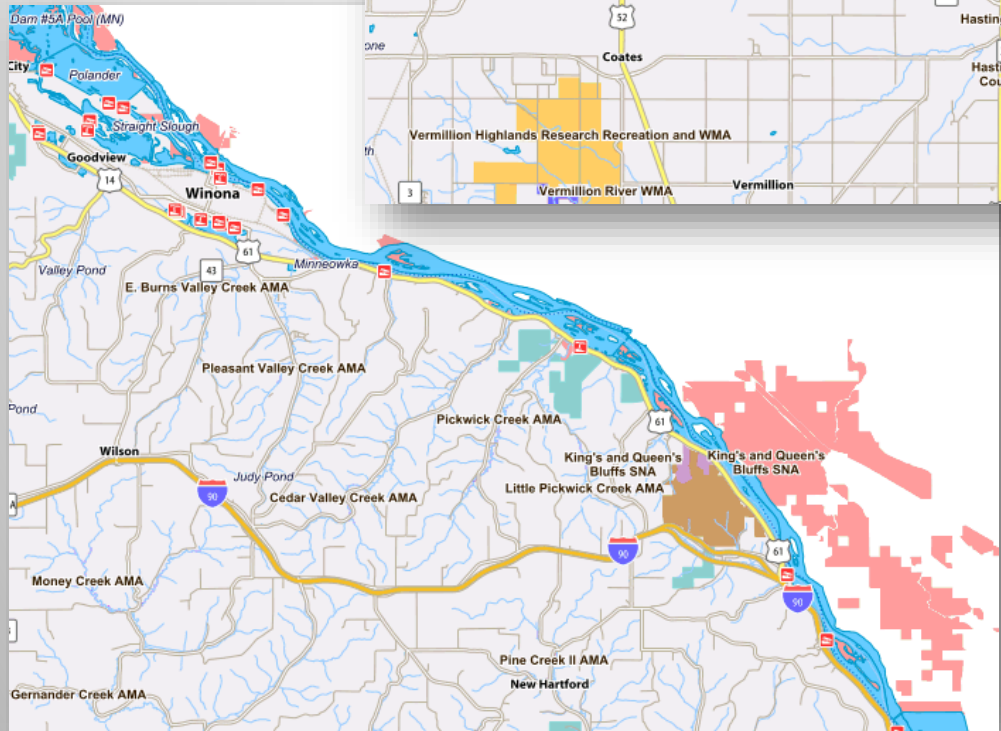 Dam #5A Pool (MN)
City
Polander
Straight Slough
Goodview
14
Winona
61
43
Minneowka
Valley Pond
E. Burns Valley Creek AMA
Pleasant Valley Creek AMA
Pond
Pickwick Creek AMA
61
King's and Queen's
Bluffs SNA
King's and Queen's
Bluffs SNA
Wilson
Judy Pond
90
Cedar Valley Creek AMA
Little Pickwick Creek AMA
A
90
61
Money Creek AMA
90
Pine Creek II AMA
New Hartford
Gernander Creek AMA
52
Hasting
one
Coates
Hasti
Cou
Vermillion Highlands Research Recreation and WMA
th
3
Vermillion River WMA
Vermillion